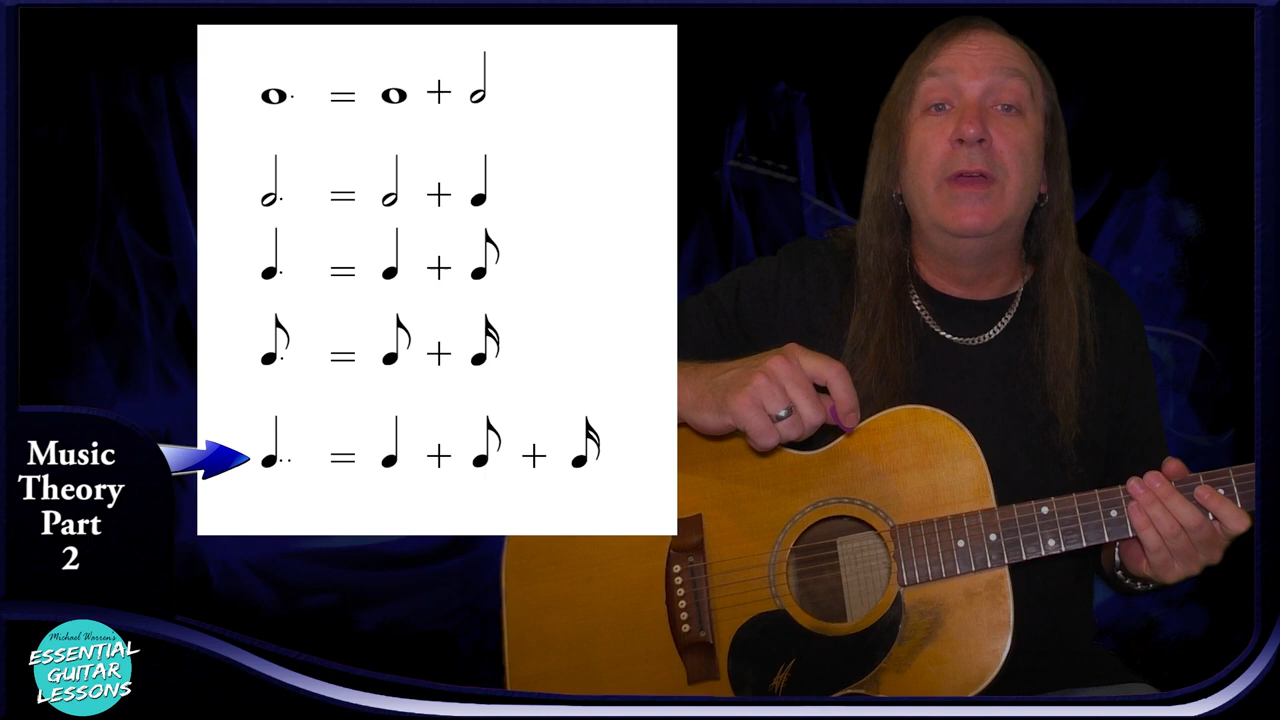 Music
Theory
Part
2
Michael Warren's
ESSENTIAL
GUITAR
LESSONS